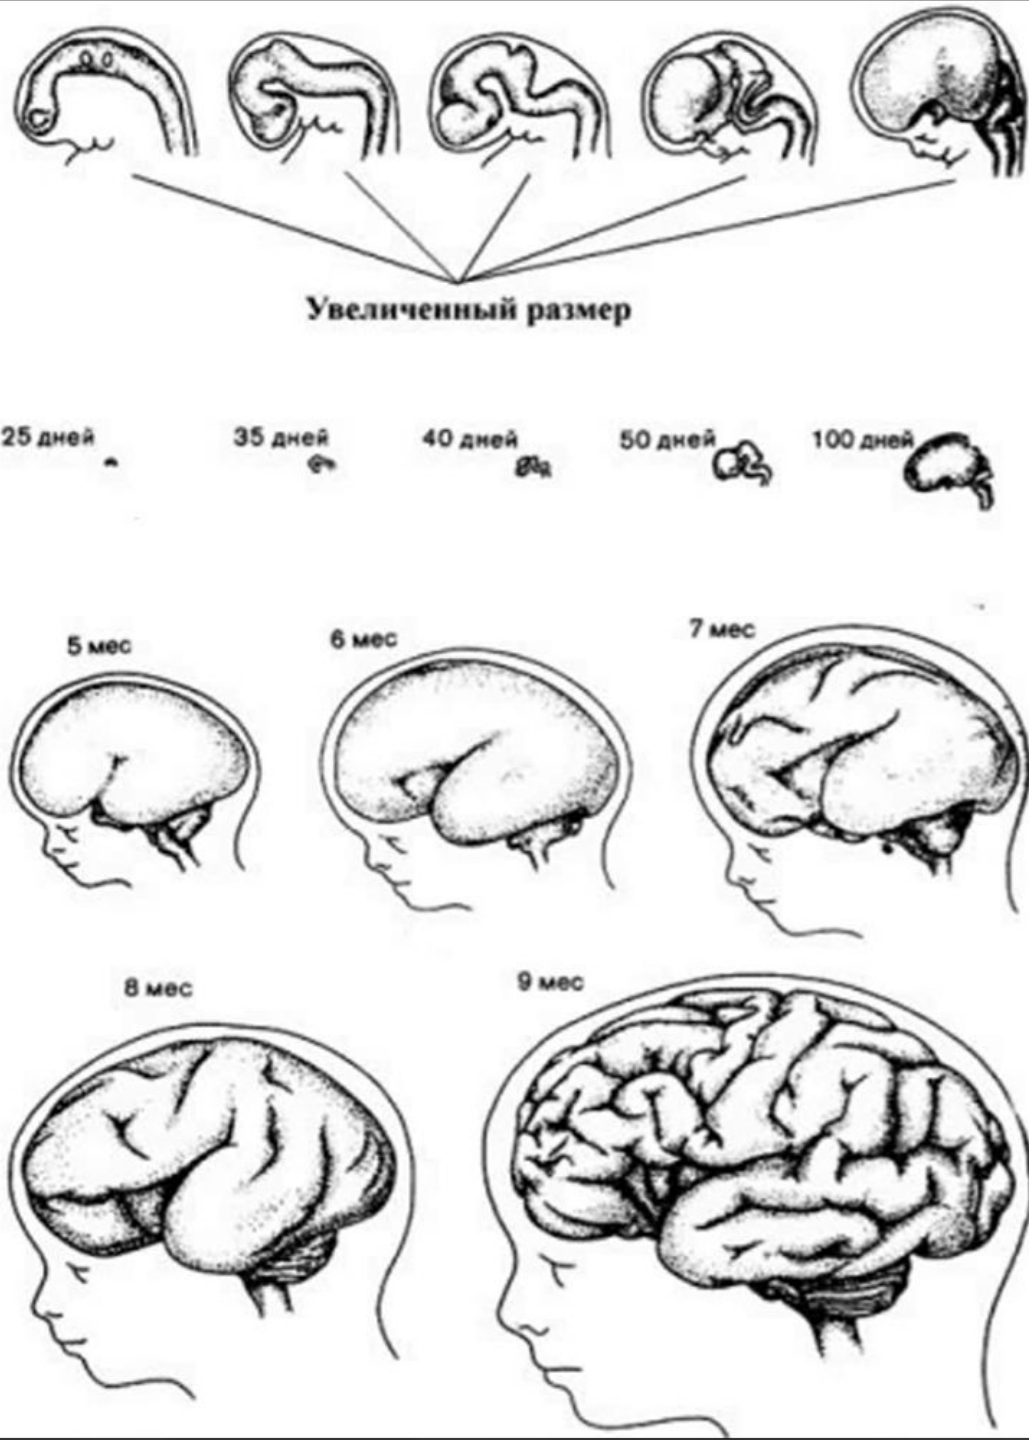 Увеличенный размер
25 дней
35 дней
40 дней
50 дней
100 дней
5 мес
6 мес
7 мес
8 мес
9 мес